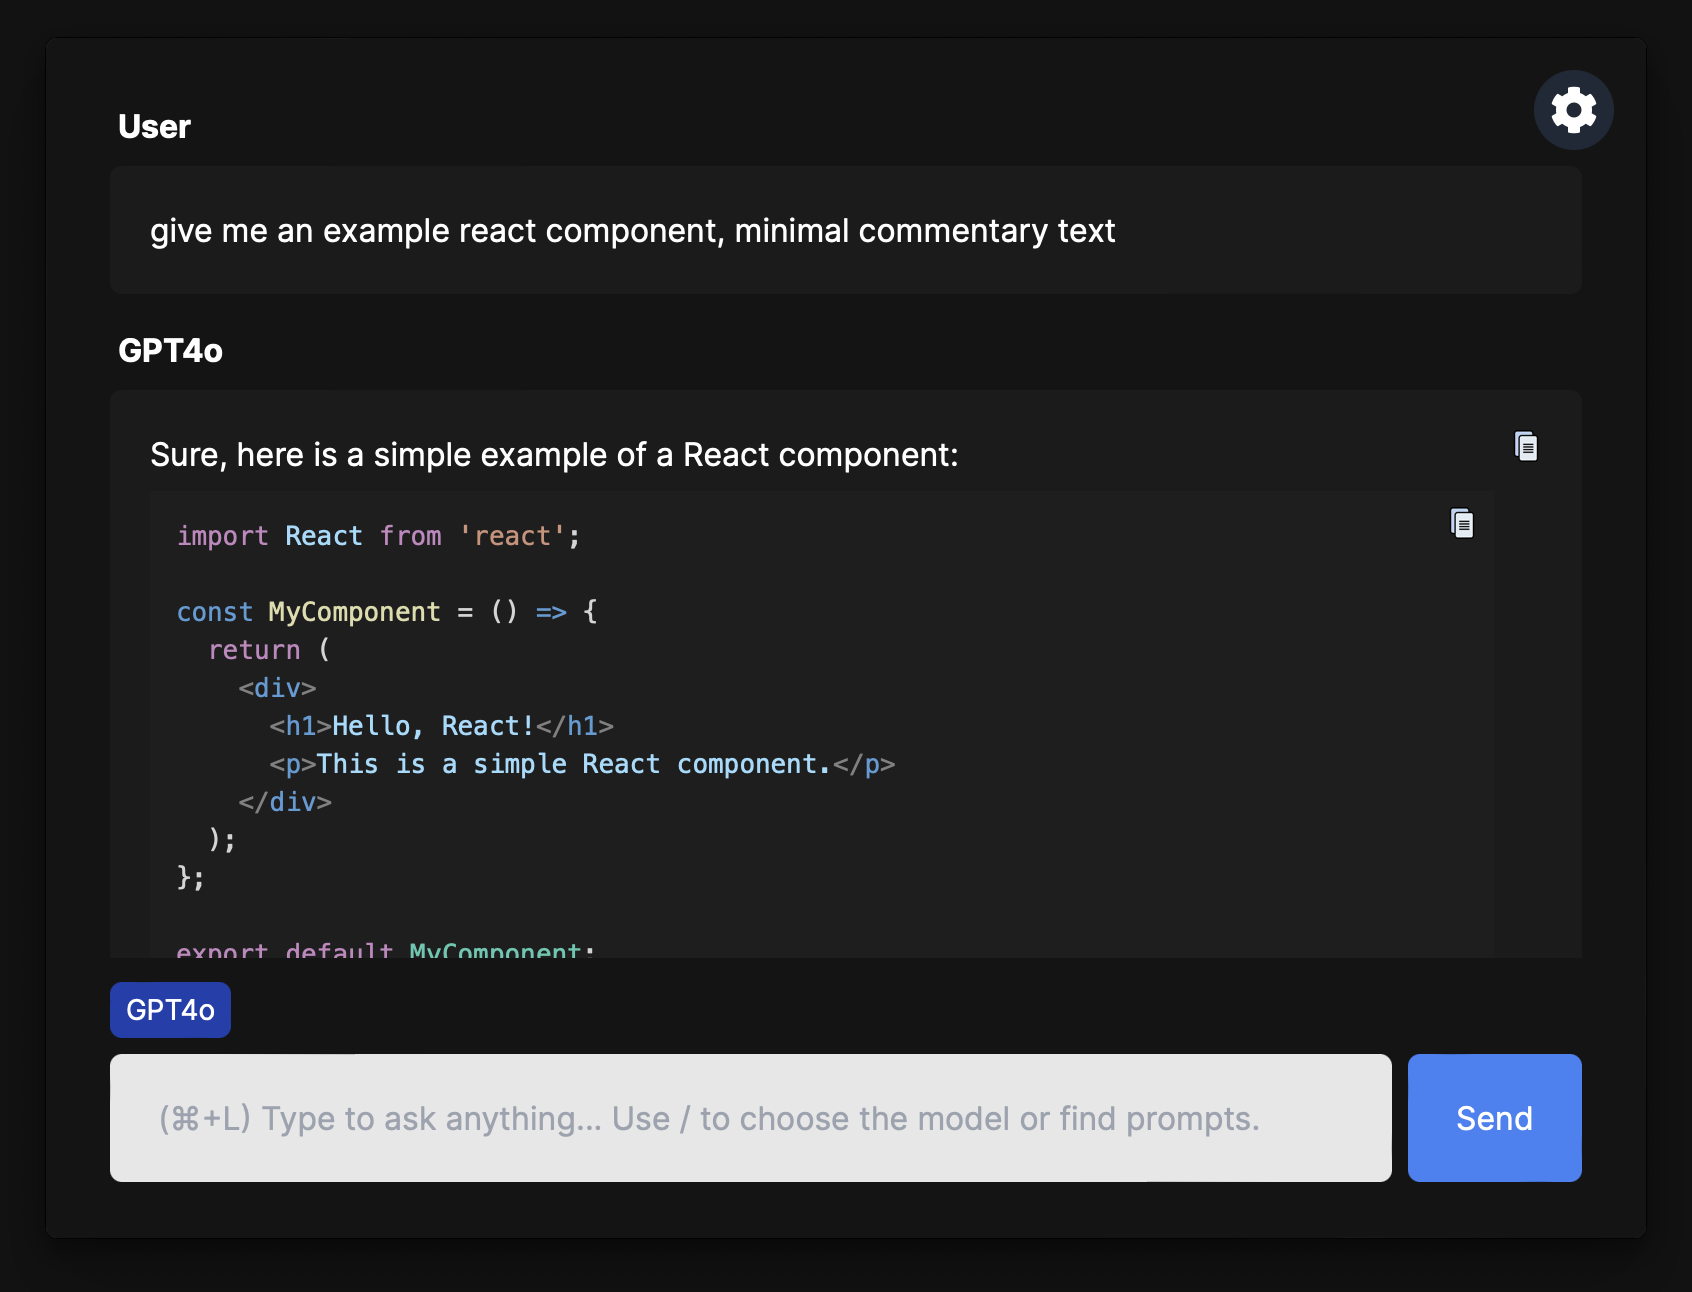 User
give me an example react component, minimal commentary text
GPT4o
Sure, here is a simple example of a React component:
import React from 'react';
const MyComponent = () => {
  return (
    <div>
      <h1>Hello, React!</h1>
      <p>This is a simple React component.</p>
    </div>
  );
};
export default MyComponent;
GPT4o
(⌘+L) Type to ask anything... Use / to choose the model or find prompts.
Send